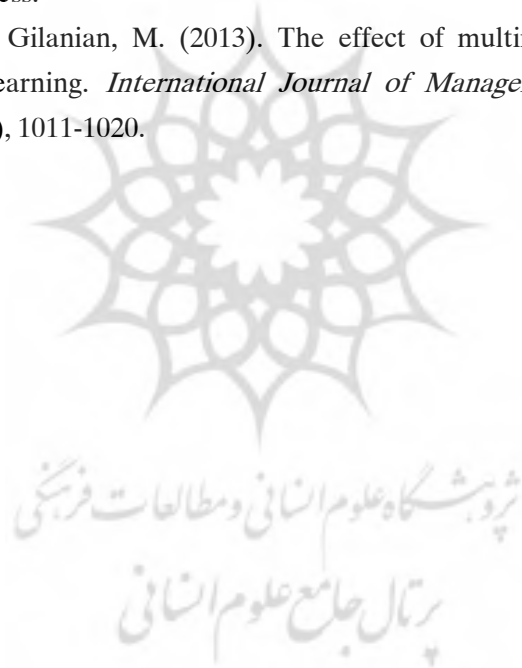 Gilanian, M. (2013). The effect of multi
earning. International Journal of Manage
), 1011-1020.
پژوهشگاه علوم انسانی و مطالعات فرهنگی
پرتال جامع علوم انسانی